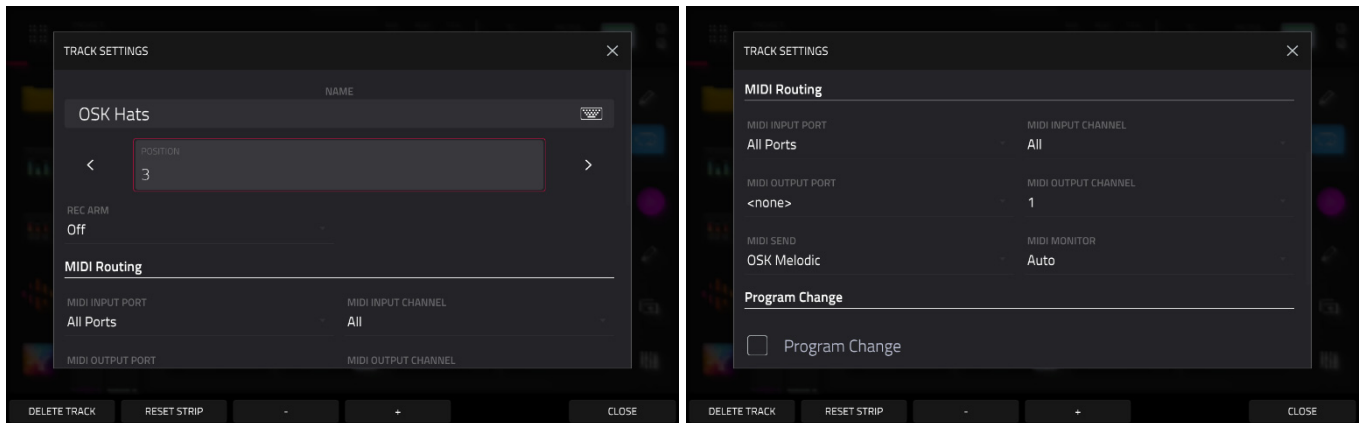 TRACK SETTINGS
NAME
OSK Hats
< POSITION >
3
REC ARM
Off
MIDI Routing
MIDI INPUT PORT MIDI INPUT CHANNEL
All Ports All
MIDI OUTPUT PORT MIDI OUTPUT CHANNEL
DELETE TRACK RESET STRIP - + CLOSE
TRACK SETTINGS
MIDI Routing
MIDI INPUT PORT MIDI INPUT CHANNEL
All Ports All
MIDI OUTPUT PORT MIDI OUTPUT CHANNEL
<none> 1
MIDI SEND MIDI MONITOR
OSK Melodic Auto
Program Change
Program Change
DELETE TRACK RESET STRIP - + CLOSE